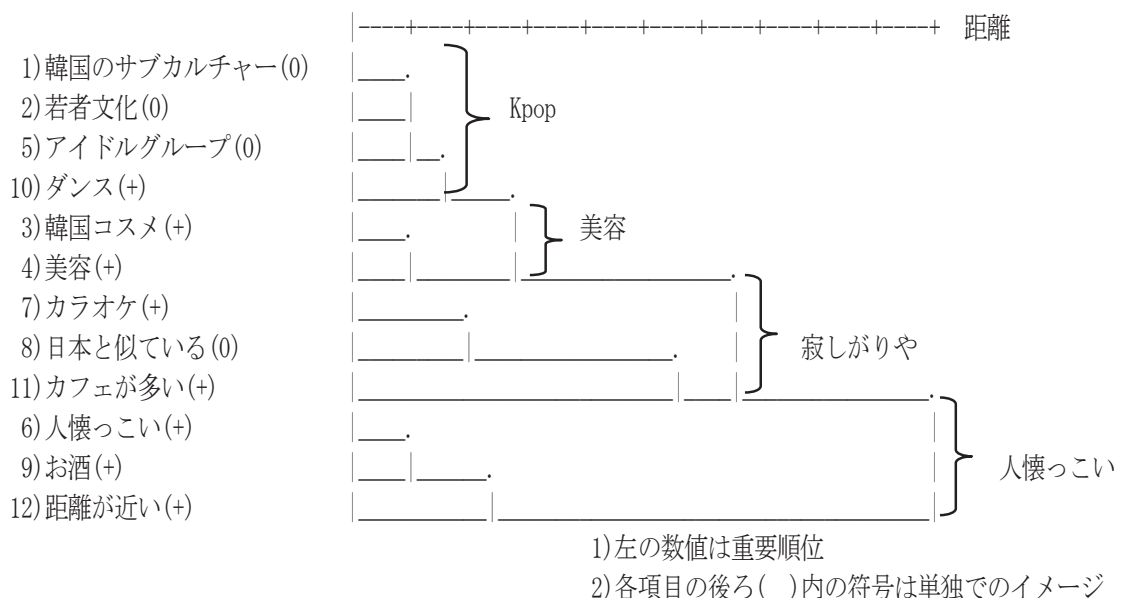 距離
1)韓国のサブカルチャー(0)
2)若者文化(0)
Kpop
5)アイドルグループ(0)
10)ダンス(+)
3)韓国コスメ(+)
美容
4)美容(+)
7)カラオケ(+)
8)日本と似ている(0)
寂しがりや
11)カフェが多い(+)
6)人懐っこい(+)
9)お酒(+)
人懐っこい
12)距離が近い(+)
1)左の数値は重要順位
2)各項目の後ろ( )内の符号は単独でのイメージ